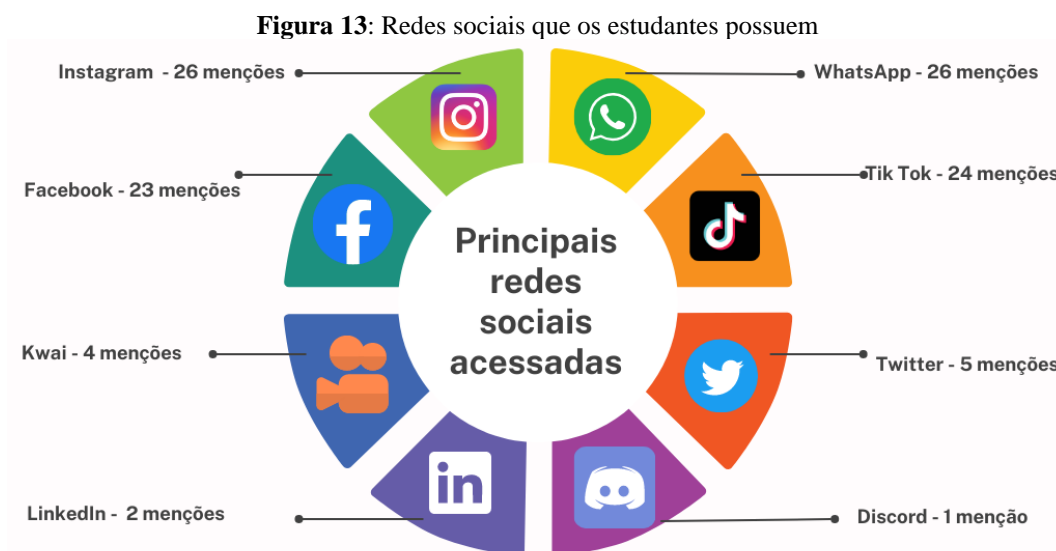 Figura 13: Redes sociais que os estudantes possuem
Instagram - 26 menções
WhatsApp - 26 menções
Facebook - 23 menções
Tik Tok - 24 menções
Principais
redes
sociais
acessadas
Kwai - 4 menções
Twitter - 5 menções
in
LinkedIn - 2 menções
Discord - 1 menção